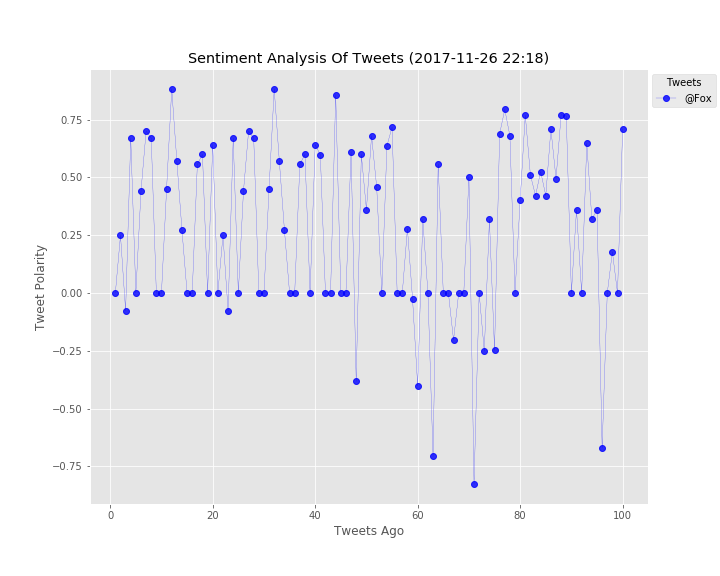 Sentiment Analysis Of Tweets (2017-11-26 22:18)
Tweets
@Fox
Tweet Polarity
0.75
0.50
0.25
0.00
−0.25
−0.50
−0.75
0 20 40 60 80 100
Tweets Ago